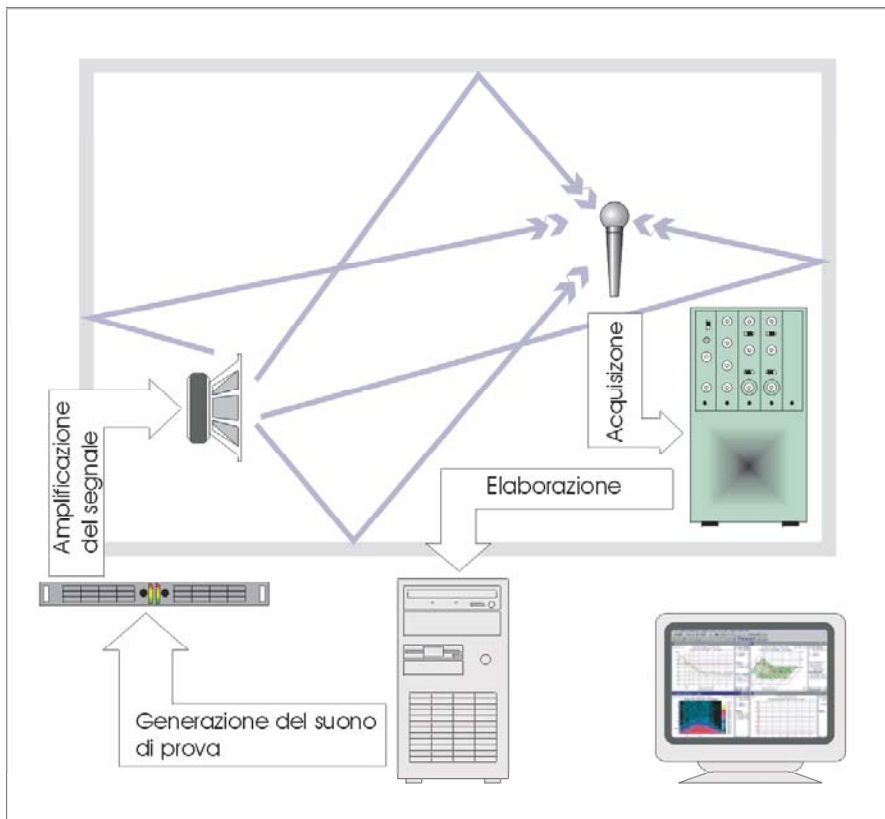 Amplificazione
del segnale
Acquisizone
Elaborazione
Generazione del suono
di prova